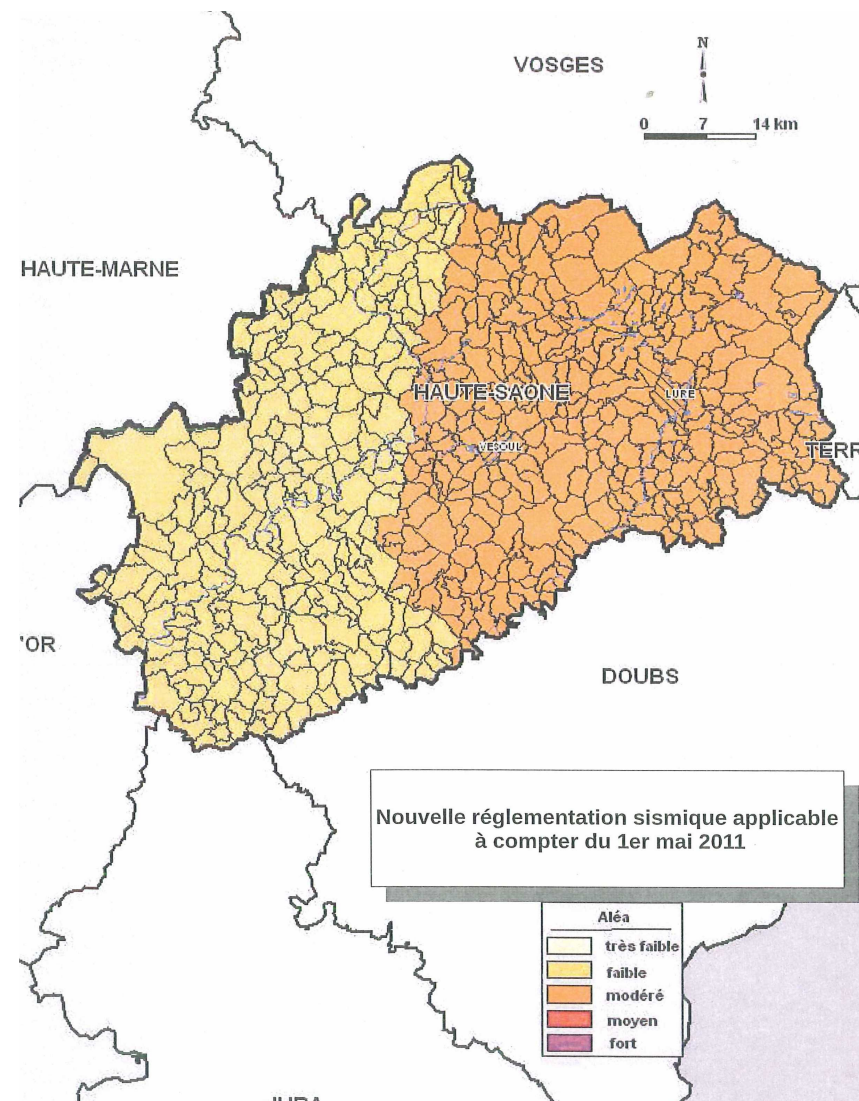 VOSGES
N
0 7 14 km
HAUTE-MARNE
HAUTE-SAONE
LURE
VESOUL
TERR
'OR
DOUBS
Nouvelle réglementation sismique applicable
à compter du 1er mai 2011
Aléa
très faible
faible
modéré
moyen
fort
JURA